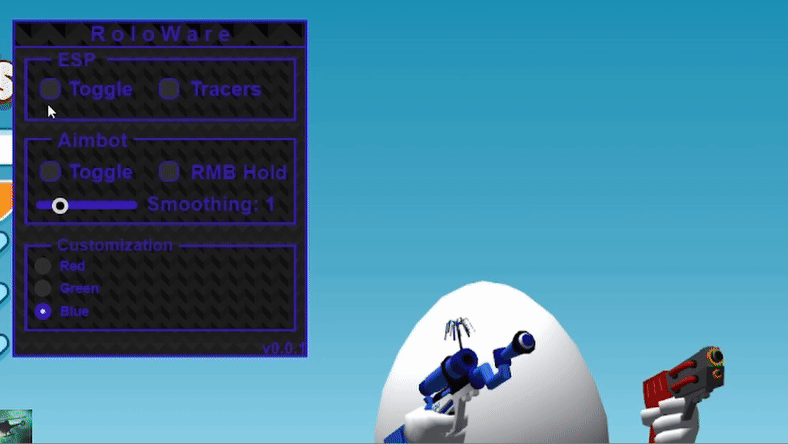 RoloWare
ESP
Toggle Tracers
Aimbot
Toggle RMB Hold
Smoothing: 1
Customization
Red
Green
Blue
v0.0.1